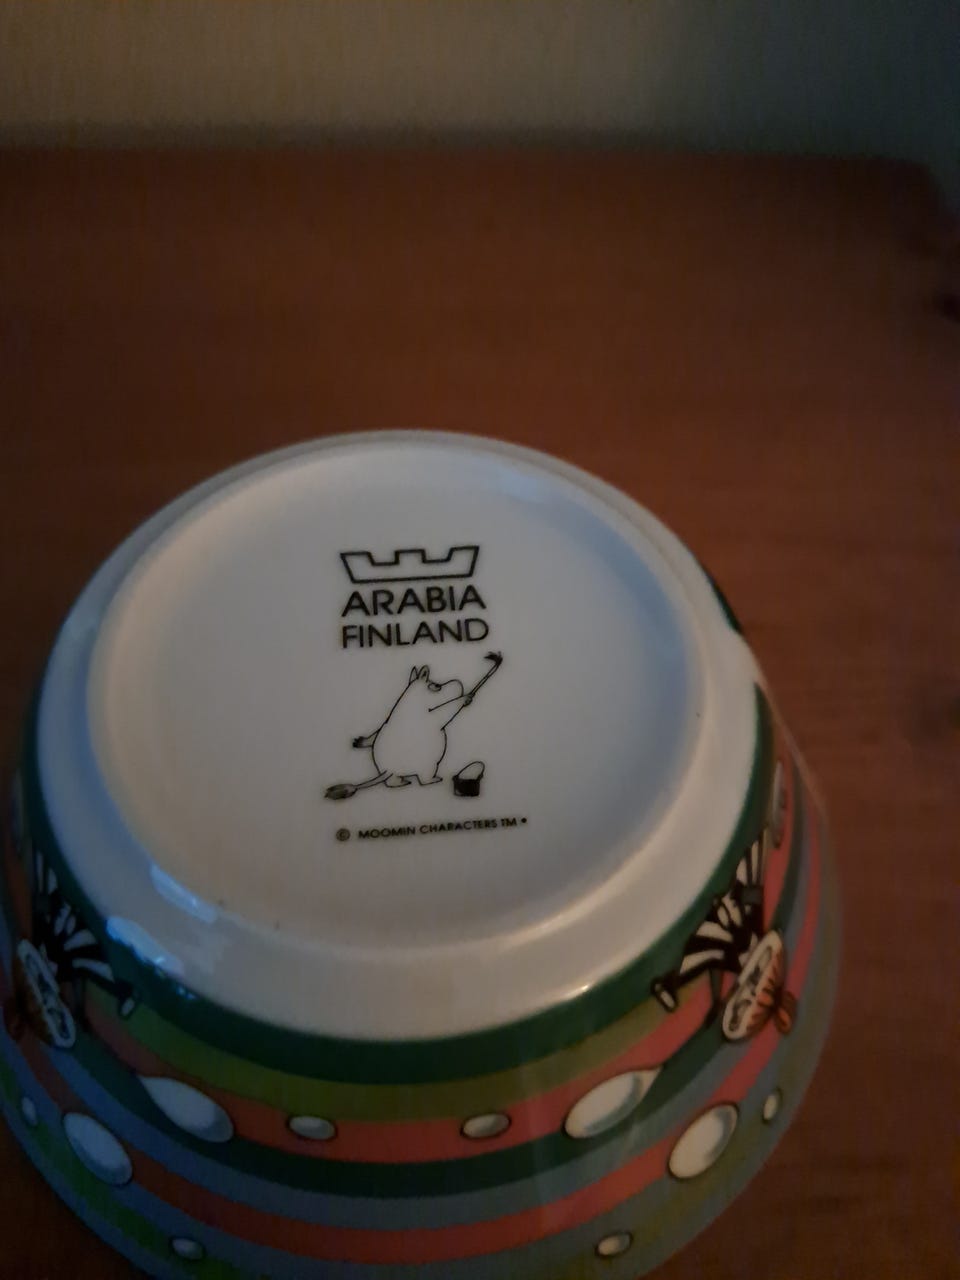 ARABIA
FINLAND
© MOOMIN CHARACTERS TM •